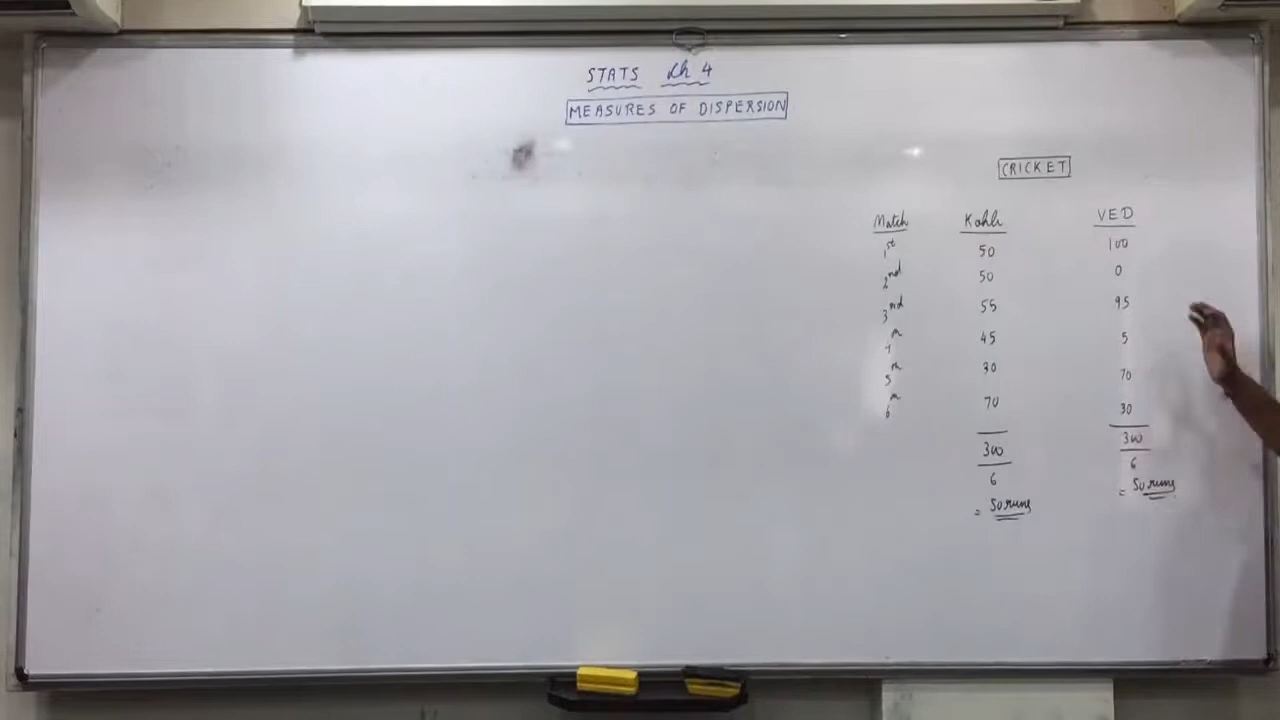 STATS Ch 4
MEASURES OF DISPERSION
CRICKET
Match Kohli VED
1st 50 100
2nd 50 0
3rd 55 95
4th 45 5
5th 30 70
6th 70 30
300 300
6 6
= 50 runs = 50 runs